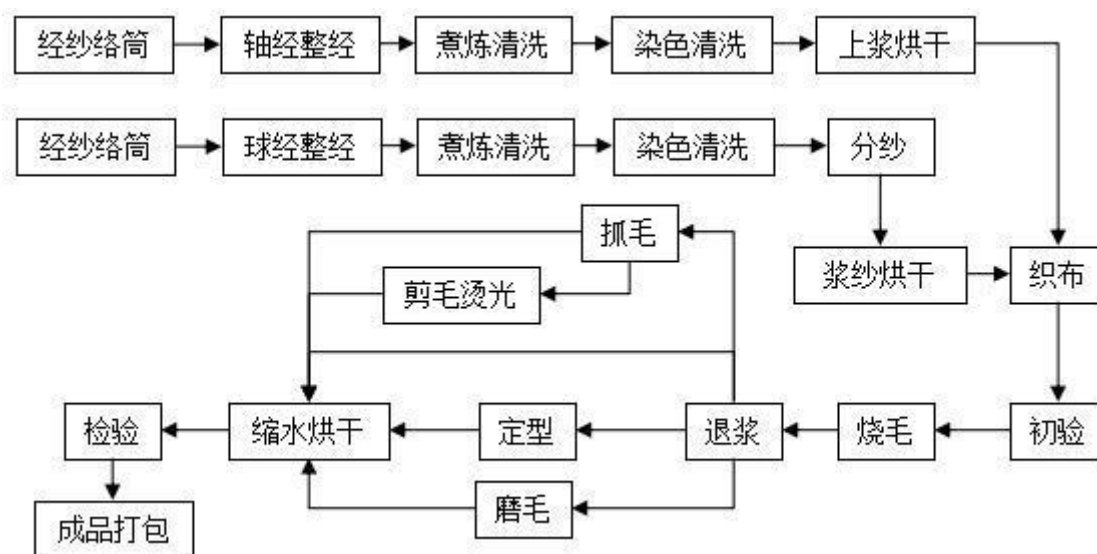 经纱络筒
轴经整经
煮炼清洗
染色清洗
上浆烘干
经纱络筒
球经整经
煮炼清洗
染色清洗
分纱
抓毛
浆纱烘干
织布
剪毛烫光
检验
缩水烘干
定型
退浆
烧毛
初验
磨毛
成品打包